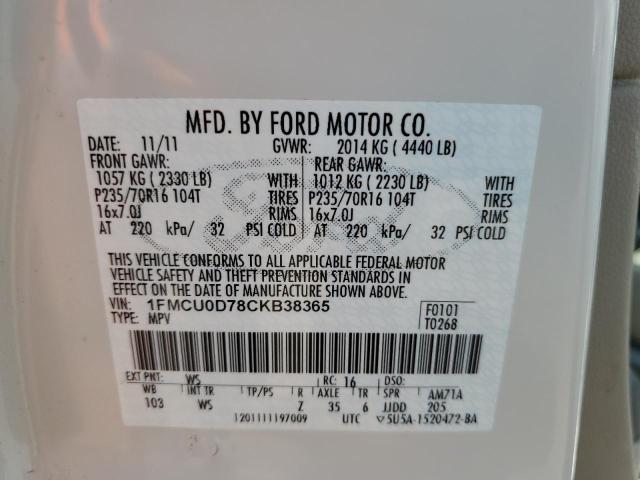 MFD. BY FORD MOTOR CO.
DATE: 11/11 GVWR: 2014 KG ( 4440 LB)
FRONT GAWR: REAR GAWR:
1057 KG ( 2330 LB) WITH 1012 KG ( 2230 LB) WITH
P235/70R16 104T TIRES P235/70R16 104T TIRES
16x7.0J RIMS 16x7.0J RIMS
AT 220 kPa/ 32 PSI COLD AT 220 kPa/ 32 PSI COLD
Ford
THIS VEHICLE CONFORMS TO ALL APPLICABLE FEDERAL MOTOR
VEHICLE SAFETY AND THEFT PREVENTION STANDARDS IN
EFFECT ON THE DATE OF MANUFACTURE SHOWN ABOVE.
VIN: 1FMCU0D78CKB38365 F0101
TYPE: MPV T0268
EXT PNT: WS RC: 16 DSO:
WB INT TR TP/PS R AXLE TR SPR AM71A
103 WS Z 35 6 JJDD 205
1201111197009 UTC ▽5U5A-1520472-BA